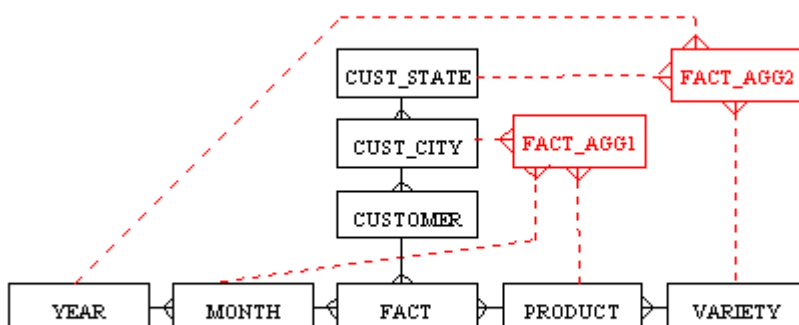 CUST_STATE
FACT_AGG2
CUST_CITY
FACT_AGG1
CUSTOMER
YEAR
MONTH
FACT
PRODUCT
VARIETY